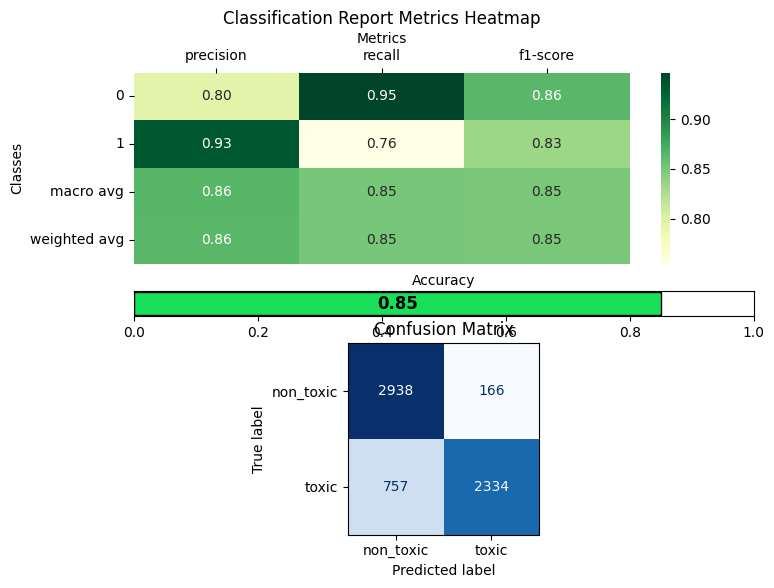 Classification Report Metrics Heatmap
Metrics
precision recall f1-score
Classes
0 0.80 0.95 0.86
1 0.93 0.76 0.83
macro avg 0.86 0.85 0.85
weighted avg 0.86 0.85 0.85
0.90
0.85
0.80
Accuracy
0.85
0.0 0.2 0.4 0.6 0.8 1.0
Confusion Matrix
True label
non_toxic 2938 166
toxic 757 2334
non_toxic toxic
Predicted label